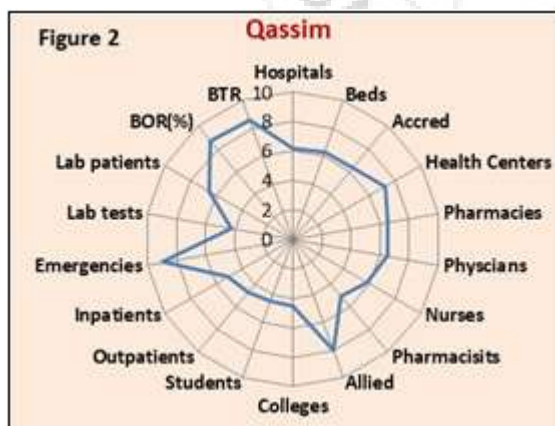 Figure 2
Qassim
Hospitals
Beds
Accred
Health Centers
Pharmacies
Physcians
Nurses
Pharmacisits
Allied
Colleges
Students
Outpatients
Inpatients
Emergencies
Lab tests
Lab patients
BOR(%)
BTR
10
8
6
4
2
0